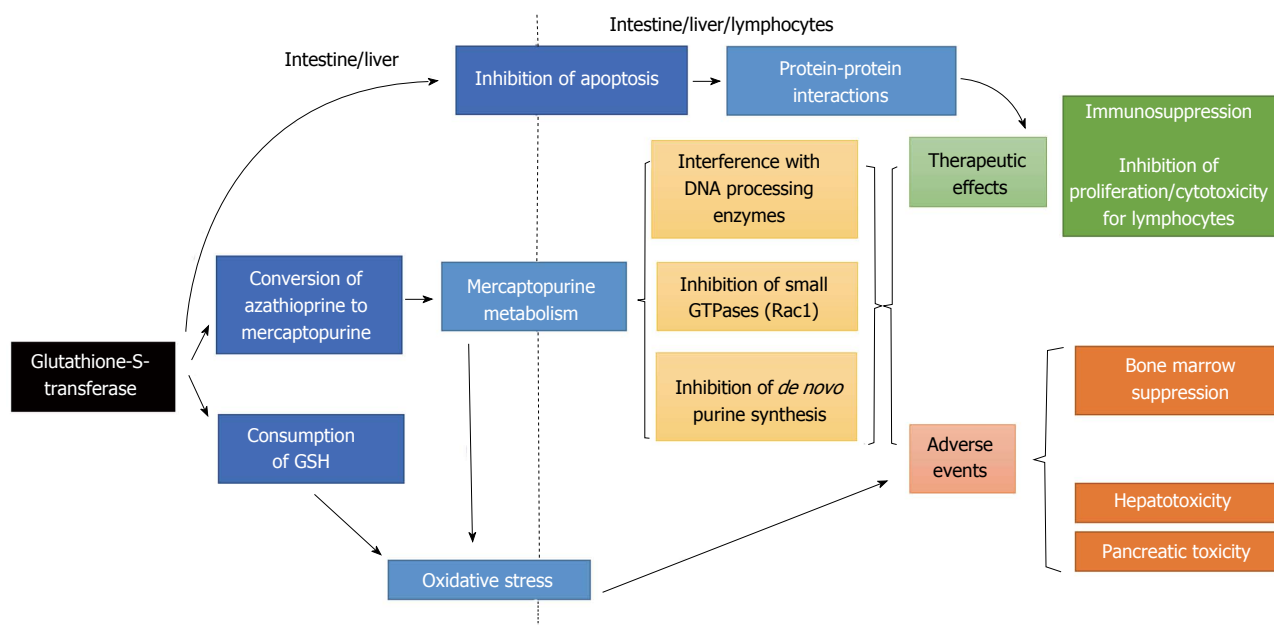 Intestine/liver/lymphocytes
Intestine/liver
Inhibition of apoptosis
Protein-protein
interactions
Immunosuppression
Inhibition of
proliferation/cytotoxicity
for lymphocytes
Therapeutic
effects
Interference with
DNA processing
enzymes
Conversion of
azathioprine to
mercaptopurine
Mercaptopurine
metabolism
Inhibition of small
GTPases (Rac1)
Glutathione-S-
transferase
Inhibition of de novo
purine synthesis
Bone marrow
suppression
Consumption
of GSH
Adverse
events
Hepatotoxicity
Pancreatic toxicity
Oxidative stress